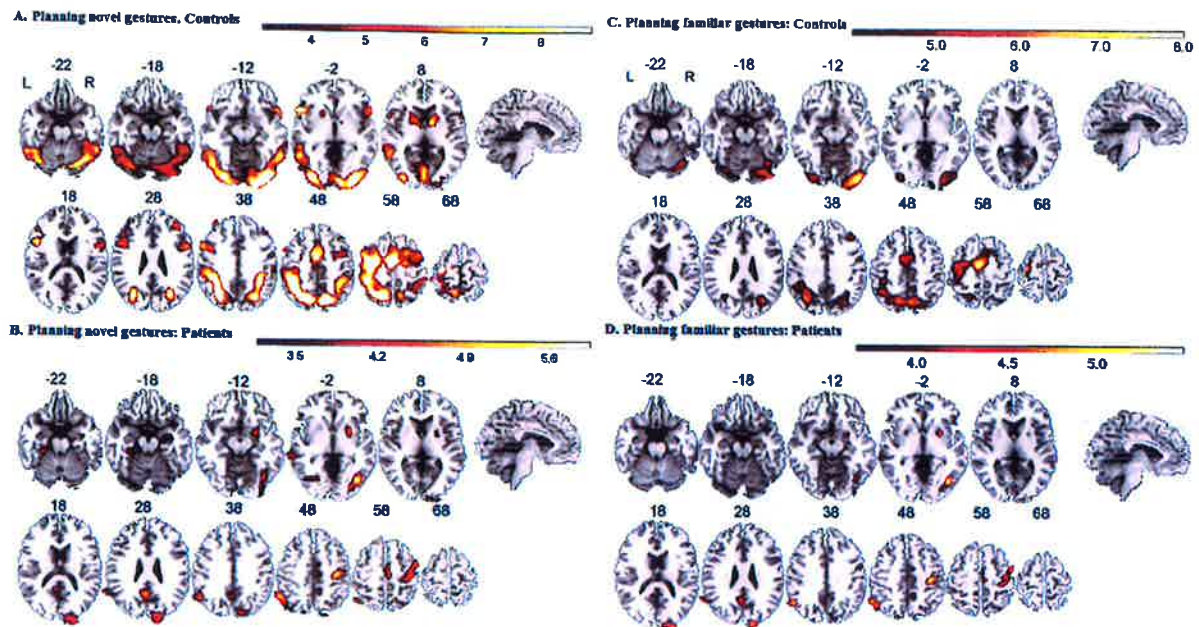 A. Planning novel gestures. Controls
4 5 6 7 8
-22 -18 -12 -2 8
L R
18 28 38 48 58 68
B. Planning novel gestures: Patients
3.5 4.2 4.9 5.6
-22 -18 -12 -2 8
18 28 38 48 58 68
C. Planning familiar gestures: Controls
5.0 6.0 7.0 8.0
-22 -18 -12 -2 8
L R
18 28 38 48 58 68
D. Planning familiar gestures: Patients
4.0 4.5 5.0
-22 -18 -12 -2 8
18 28 38 48 58 68